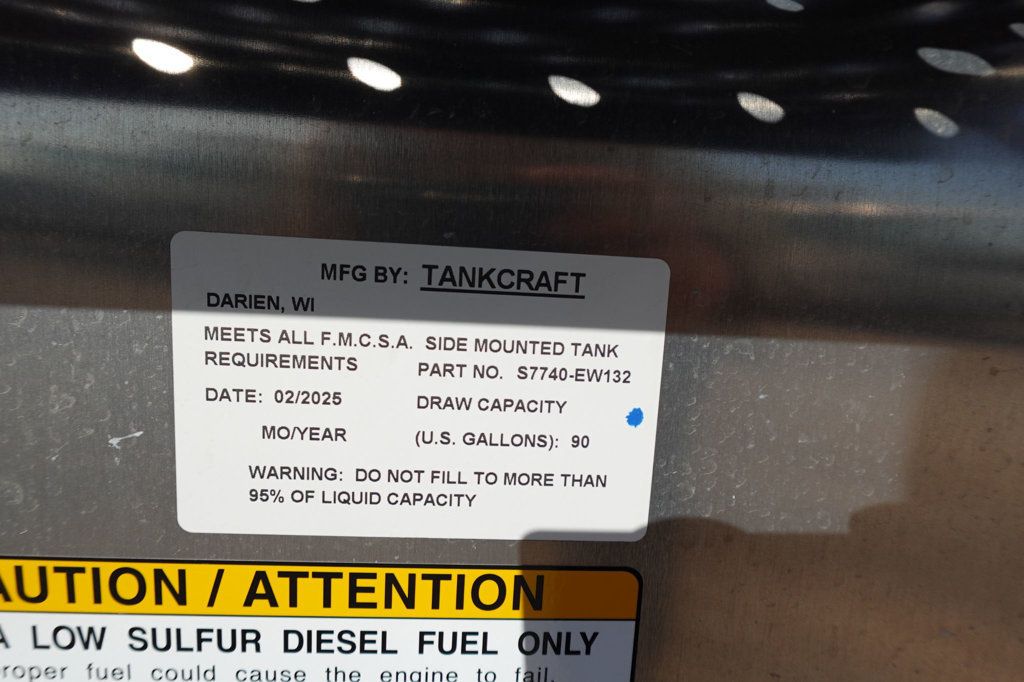 MFG BY: TANKCRAFT
DARIEN, WI
MEETS ALL F.M.C.S.A. SIDE MOUNTED TANK
REQUIREMENTS PART NO. S7740-EW132
DATE: 02/2025 DRAW CAPACITY
MO/YEAR (U.S. GALLONS): 90
WARNING: DO NOT FILL TO MORE THAN
95% OF LIQUID CAPACITY
AUTION / ATTENTION
A LOW SULFUR DIESEL FUEL ONLY
roper fuel could cause the engine to fail.